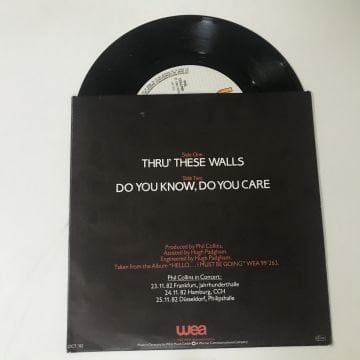 Side One
THRU' THESE WALLS
Side Two
DO YOU KNOW, DO YOU CARE
Produced by Phil Collins.
Assisted by Hugh Padgham.
Engineered by Hugh Padgham.
Taken from the Album "HELLO... I MUST BE GOING" WEA 99 263.
Phil Collins in Concert:
23.11.82 Frankfurt, Jahrhunderthalle
24.11.82 Hamburg, CCH
25.11.82 Düsseldorf, Philipshalle
wea